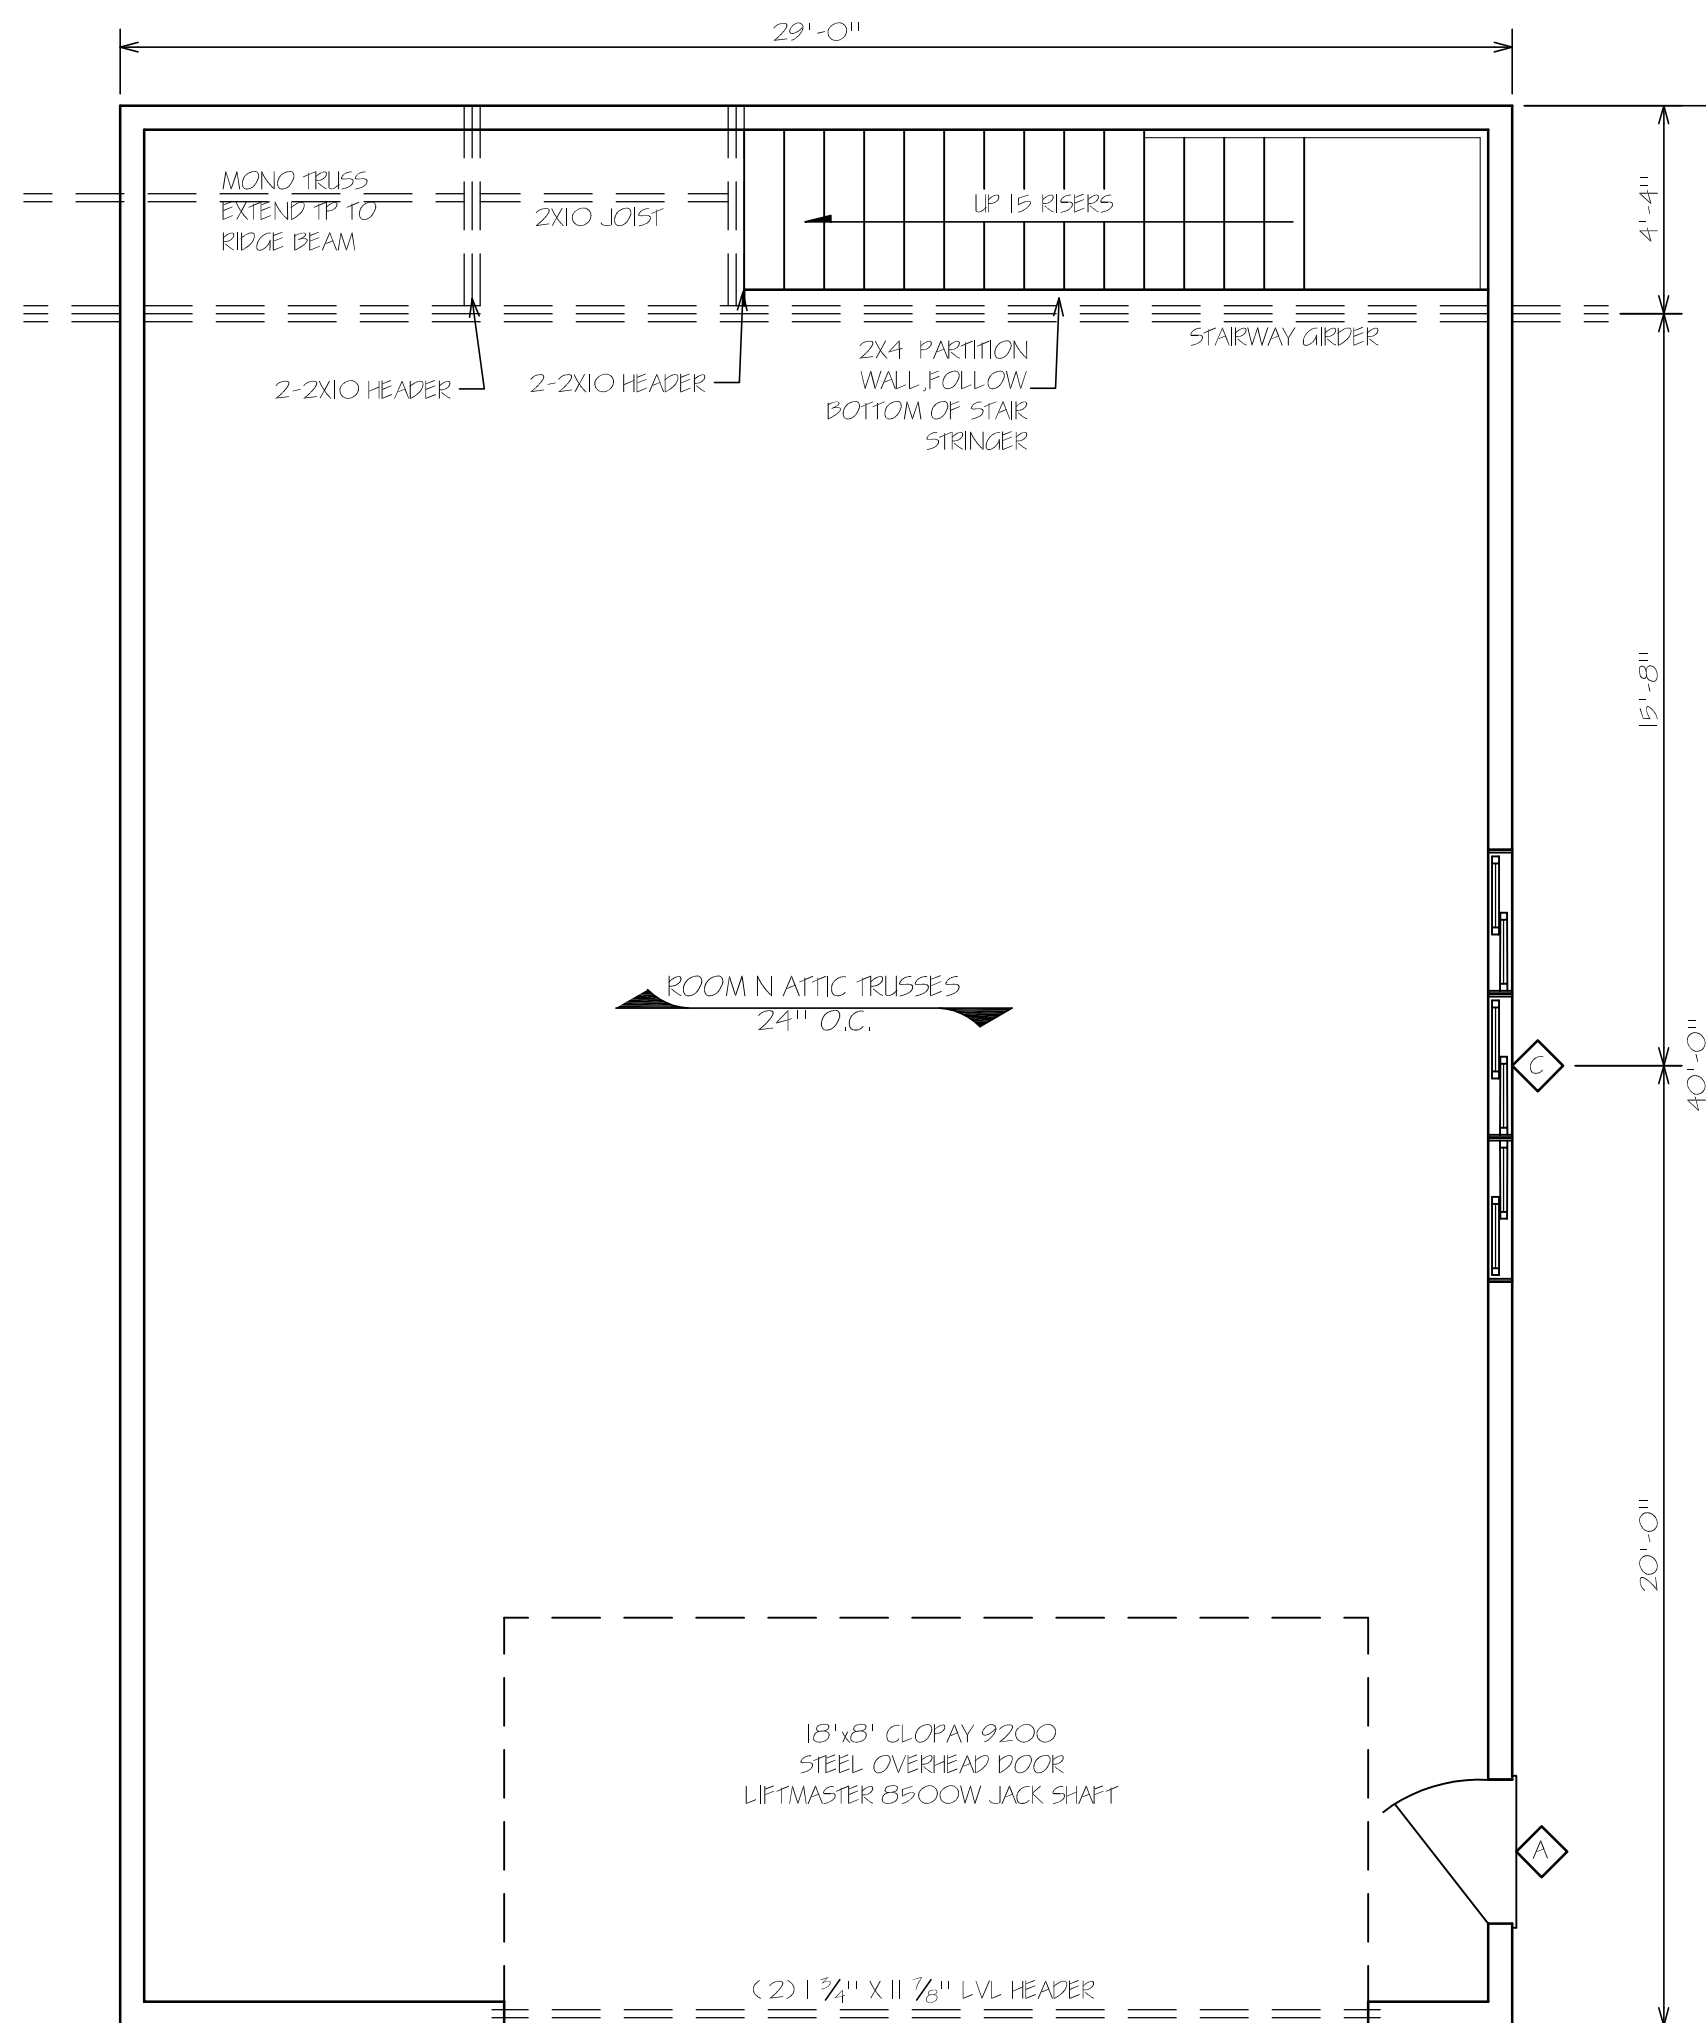 29'-0"
MONO TRUSS
EXTEND TP TO
RIDGE BEAM
2X10 JOIST
UP 15 RISERS
4'-4"
STAIRWAY GIRDER
2-2X10 HEADER
2-2X10 HEADER
2X4 PARTITION
WALL,FOLLOW
BOTTOM OF STAIR
STRINGER
15'-8"
ROOM N ATTIC TRUSSES
24" O.C.
C
40'-0"
20'-0"
18'x8' CLOPAY 9200
STEEL OVERHEAD DOOR
LIFTMASTER 8500W JACK SHAFT
A
(2) 1 3/4" X 11 7/8" LVL HEADER